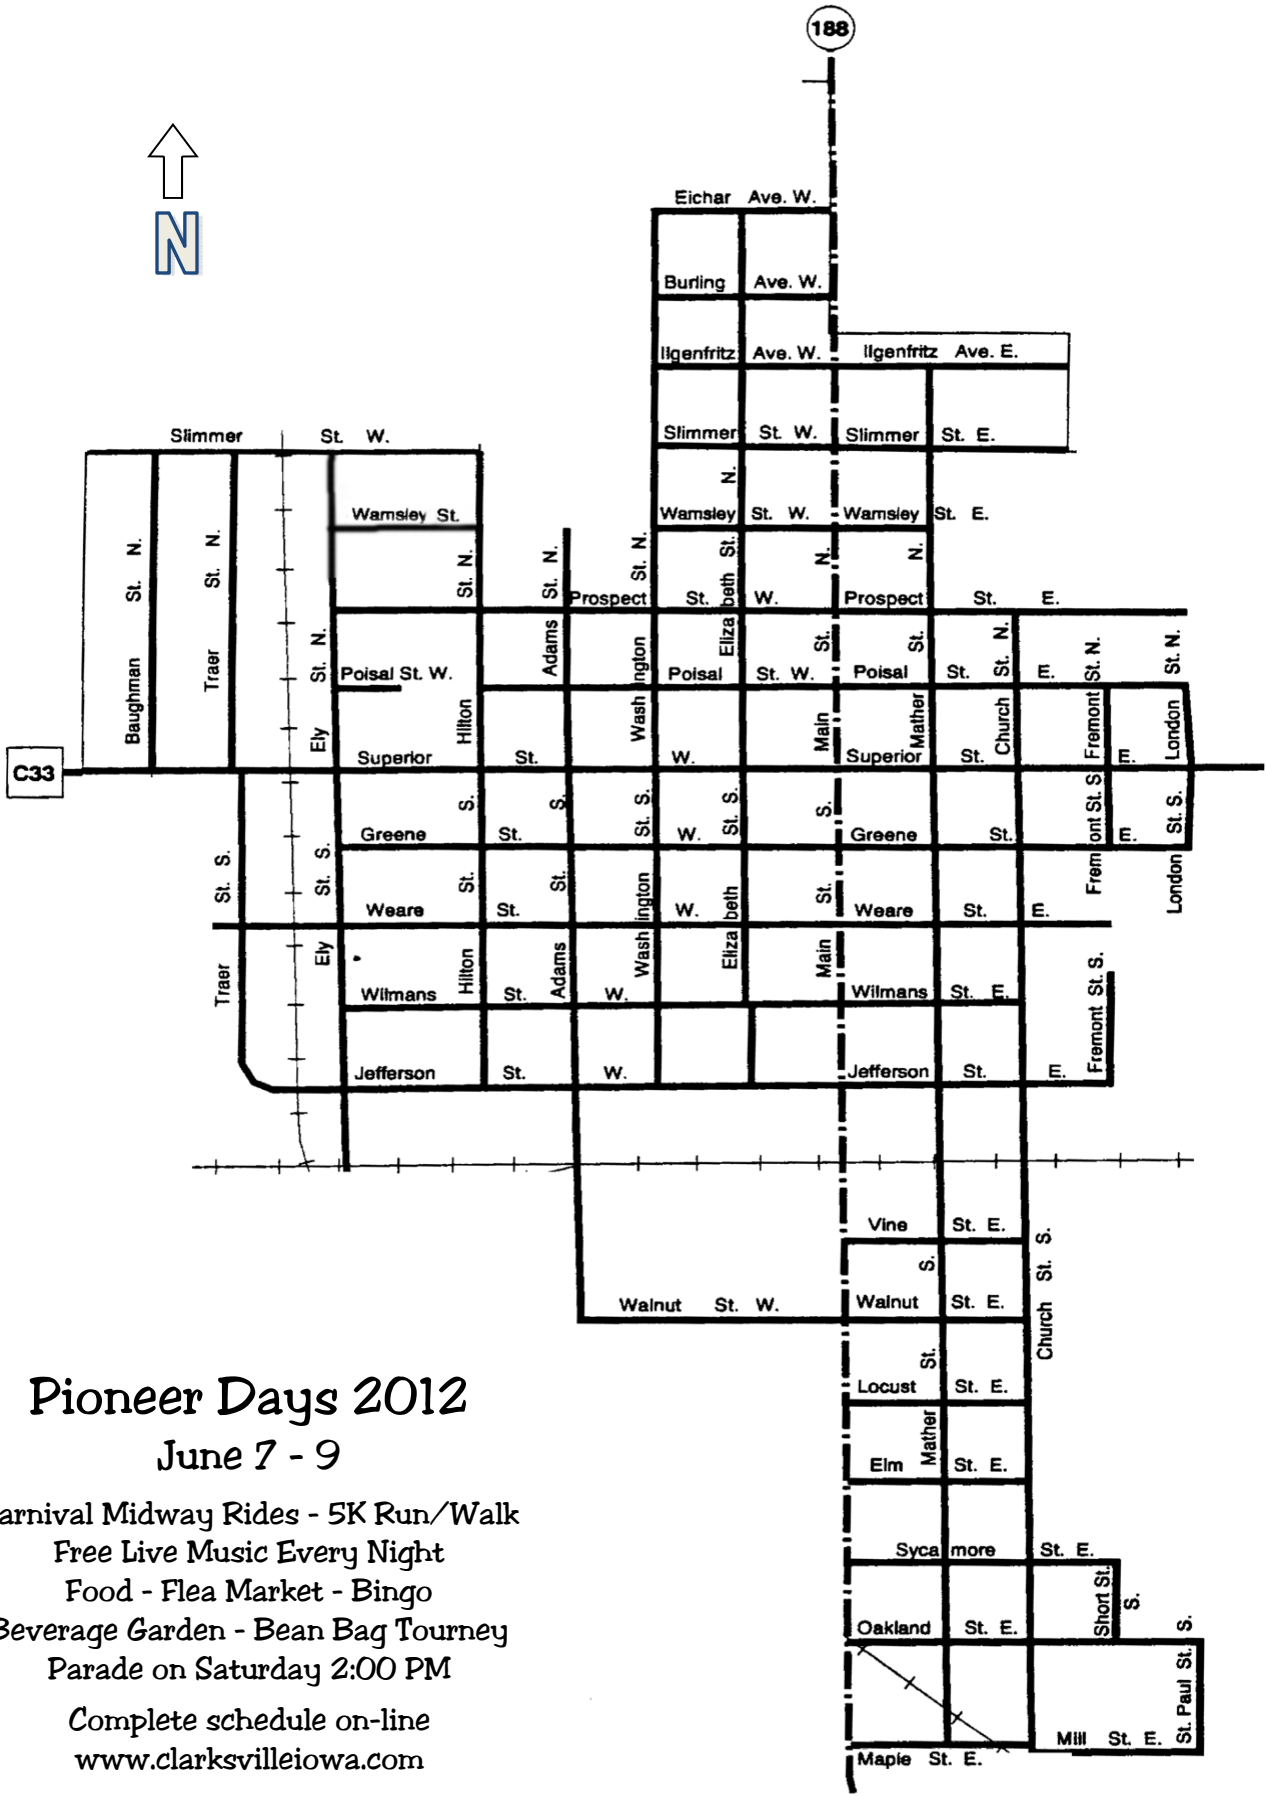 188
N
Eichar Ave. W.
Burling Ave. W.
Ilgenfritz Ave. W. Ilgenfritz Ave. E.
Slimmer St. W. Slimmer St. E.
Slimmer St. W.
Wamsley St. W. Wamsley St. E.
Wamsley St.
Prospect St. W. Prospect St. E.
Poisal St. W. Poisal St. W. Poisal St. E.
C33
Superior St. W. Superior St. E.
Greene St. W. Greene St. E.
Weare St. W. Weare St. E.
Wilmans St. W. Wilmans St. E.
Jefferson St. W. Jefferson St. E.
Baughman St. N.
Traer St. N.
Ely St. N.
Hilton St. N.
Adams St. N.
Washington St. N.
Elizabeth St. N.
Main St. N.
Mather St. N.
Church St. N.
Fremont St. N.
London St. N.
Traer St. S.
Ely St. S.
Hilton St. S.
Adams St. S.
Washington St. S.
Elizabeth St. S.
Main St. S.
Fremont St. S
London St. S.
Fremont St. S.
Vine St. E.
Walnut St. W. Walnut St. E.
Locust St. E.
Elm St. E.
Mather St. S.
Church St. S.
Sycamore St. E.
Short St. S.
Oakland St. E.
St. Paul St. S.
Mill St. E.
Maple St. E.
Pioneer Days 2012
June 7 - 9
arnival Midway Rides - 5K Run/Walk
Free Live Music Every Night
Food - Flea Market - Bingo
Beverage Garden - Bean Bag Tourney
Parade on Saturday 2:00 PM
Complete schedule on-line
www.clarksvilleiowa.com